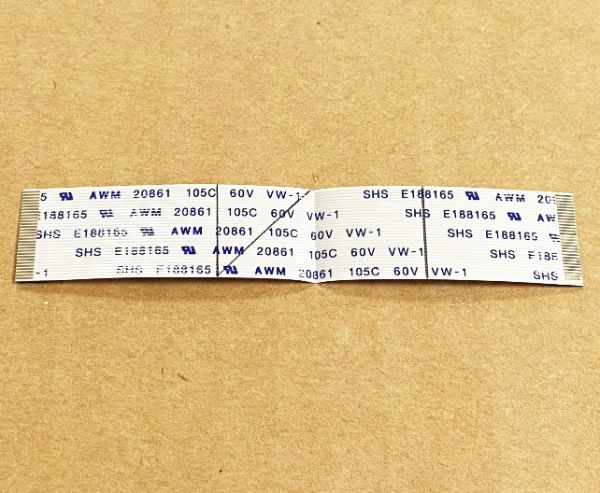 5 AWM 20861 105C 60V VW-1 SHS E188165 AWM 20
E188165 AWM 20861 105C 60V VW-1 SHS E188165 AW
SHS E188165 AWM 20861 105C 60V VW-1 SHS E188165
SHS E188165 AWM 20861 105C 60V VW-1 SHS E188
-1 SHS E188165 AWM 20861 105C 60V VW-1 SHS